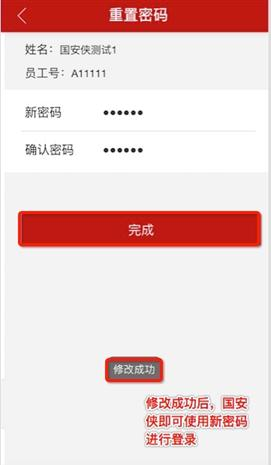 重置密码
姓名：国安侠测试1
员工号：A11111
新密码 ●●●●●●
确认密码 ●●●●●●
完成
修改成功
修改成功后，国安
侠即可使用新密码
进行登录